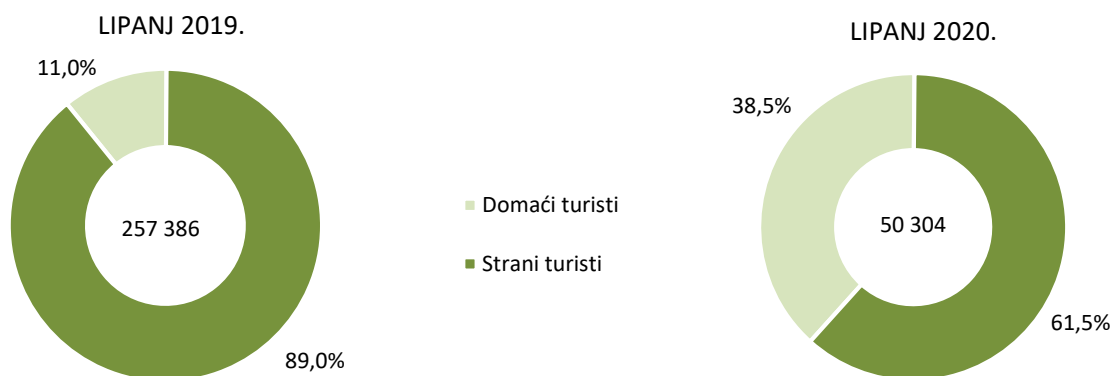 LIPANJ 2019.
11,0%
257 386
89,0%
Domaći turisti
Strani turisti
LIPANJ 2020.
38,5%
50 304
61,5%